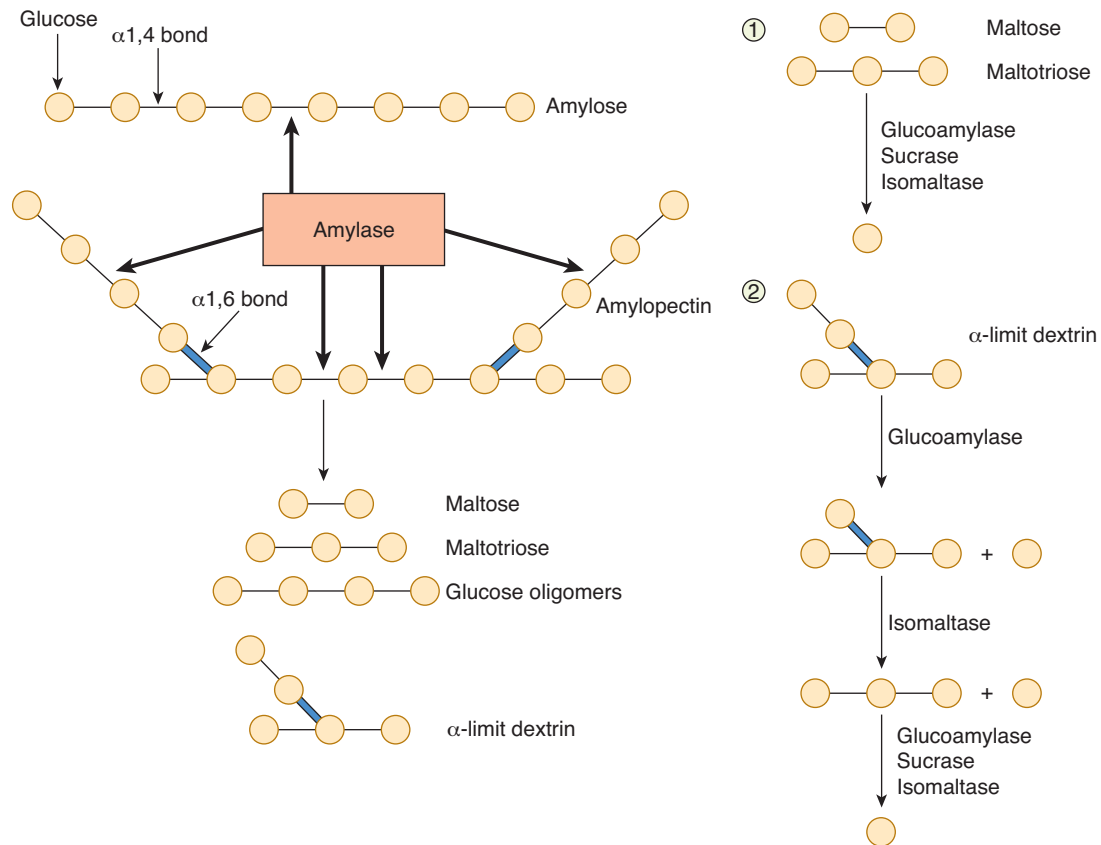 Glucose
α1,4 bond
Amylose
Amylase
α1,6 bond
Amylopectin
Maltose
Maltotriose
Glucose oligomers
α-limit dextrin
1
Maltose
Maltotriose
Glucoamylase
Sucrase
Isomaltase
2
α-limit dextrin
Glucoamylase
+
Isomaltase
+
Glucoamylase
Sucrase
Isomaltase